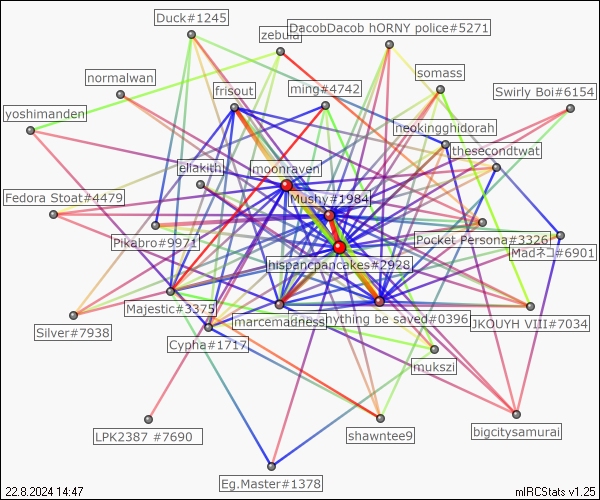 Duck#1245
DacobDacob hORNY police#5271
zebula
normalwan
somass
frisout
ming#4742
Swirly Boi#6154
yoshimanden
neokingghidorah
thesecondtwat
eliakith
moonraven
Fedora Stoat#4479
Mushy#1984
Pikabro#9971
Pocket Persona#3326
Madネコ#6901
hispancpancakes#2928
Majestic#3375
marcemadness
nything be saved#0396
JKOUYH VIII#7034
Silver#7938
Cypha#1717
mukszi
LPK2387 #7690
shawntee9
bigcitysamurai
Eg.Master#1378
22.8.2024 14:47
mIRCStats v1.25